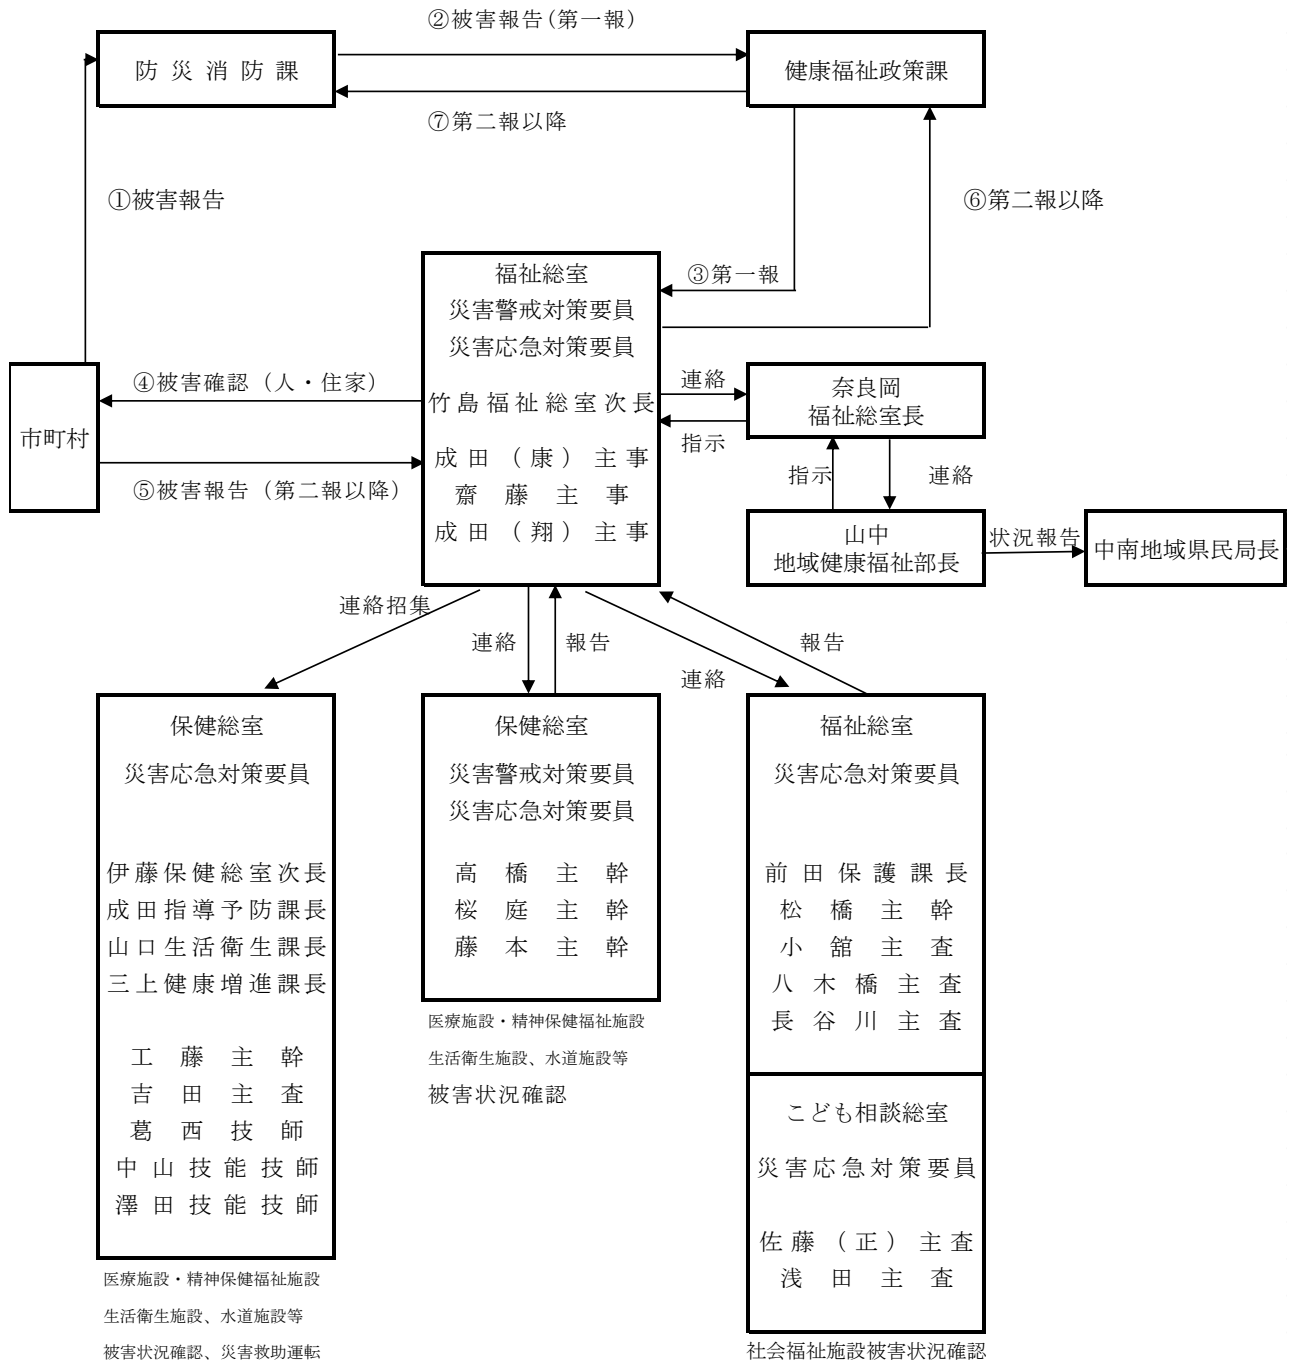 ②被害報告(第一報)
防災消防課
健康福祉政策課
⑦第二報以降
①被害報告
⑥第二報以降
福祉総室
災害警戒対策要員
災害応急対策要員
竹島福祉総室次長
成田(康)主事
齋藤主事
成田(翔)主事
③第一報
④被害確認(人・住家)
市町村
⑤被害報告(第二報以降)
連絡
指示
奈良岡
福祉総室長
指示
連絡
山中
地域健康福祉部長
状況報告
中南地域県民局長
連絡招集
連絡
報告
連絡
報告
保健総室
災害応急対策要員
伊藤保健総室次長
成田指導予防課長
山口生活衛生課長
三上健康増進課長
工藤主幹
吉田主査
葛西技師
中山技能技師
澤田技能技師
医療施設・精神保健福祉施設
生活衛生施設、水道施設等
被害状況確認、災害救助運転
保健総室
災害警戒対策要員
災害応急対策要員
高橋主幹
桜庭主幹
藤本主幹
医療施設・精神保健福祉施設
生活衛生施設、水道施設等
被害状況確認
福祉総室
災害応急対策要員
前田保護課長
松橋主幹
小舘主査
八木橋主査
長谷川主査
こども相談総室
災害応急対策要員
佐藤(正)主査
浅田主査
社会福祉施設被害状況確認